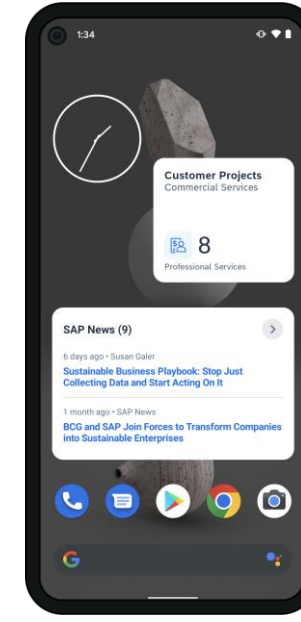 1:34
Customer Projects
Commercial Services
8
Professional Services
SAP News (9)
6 days ago • Susan Galer
Sustainable Business Playbook: Stop Just
Collecting Data and Start Acting On It
1 month ago • SAP News
BCG and SAP Join Forces to Transform Companies
into Sustainable Enterprises
G